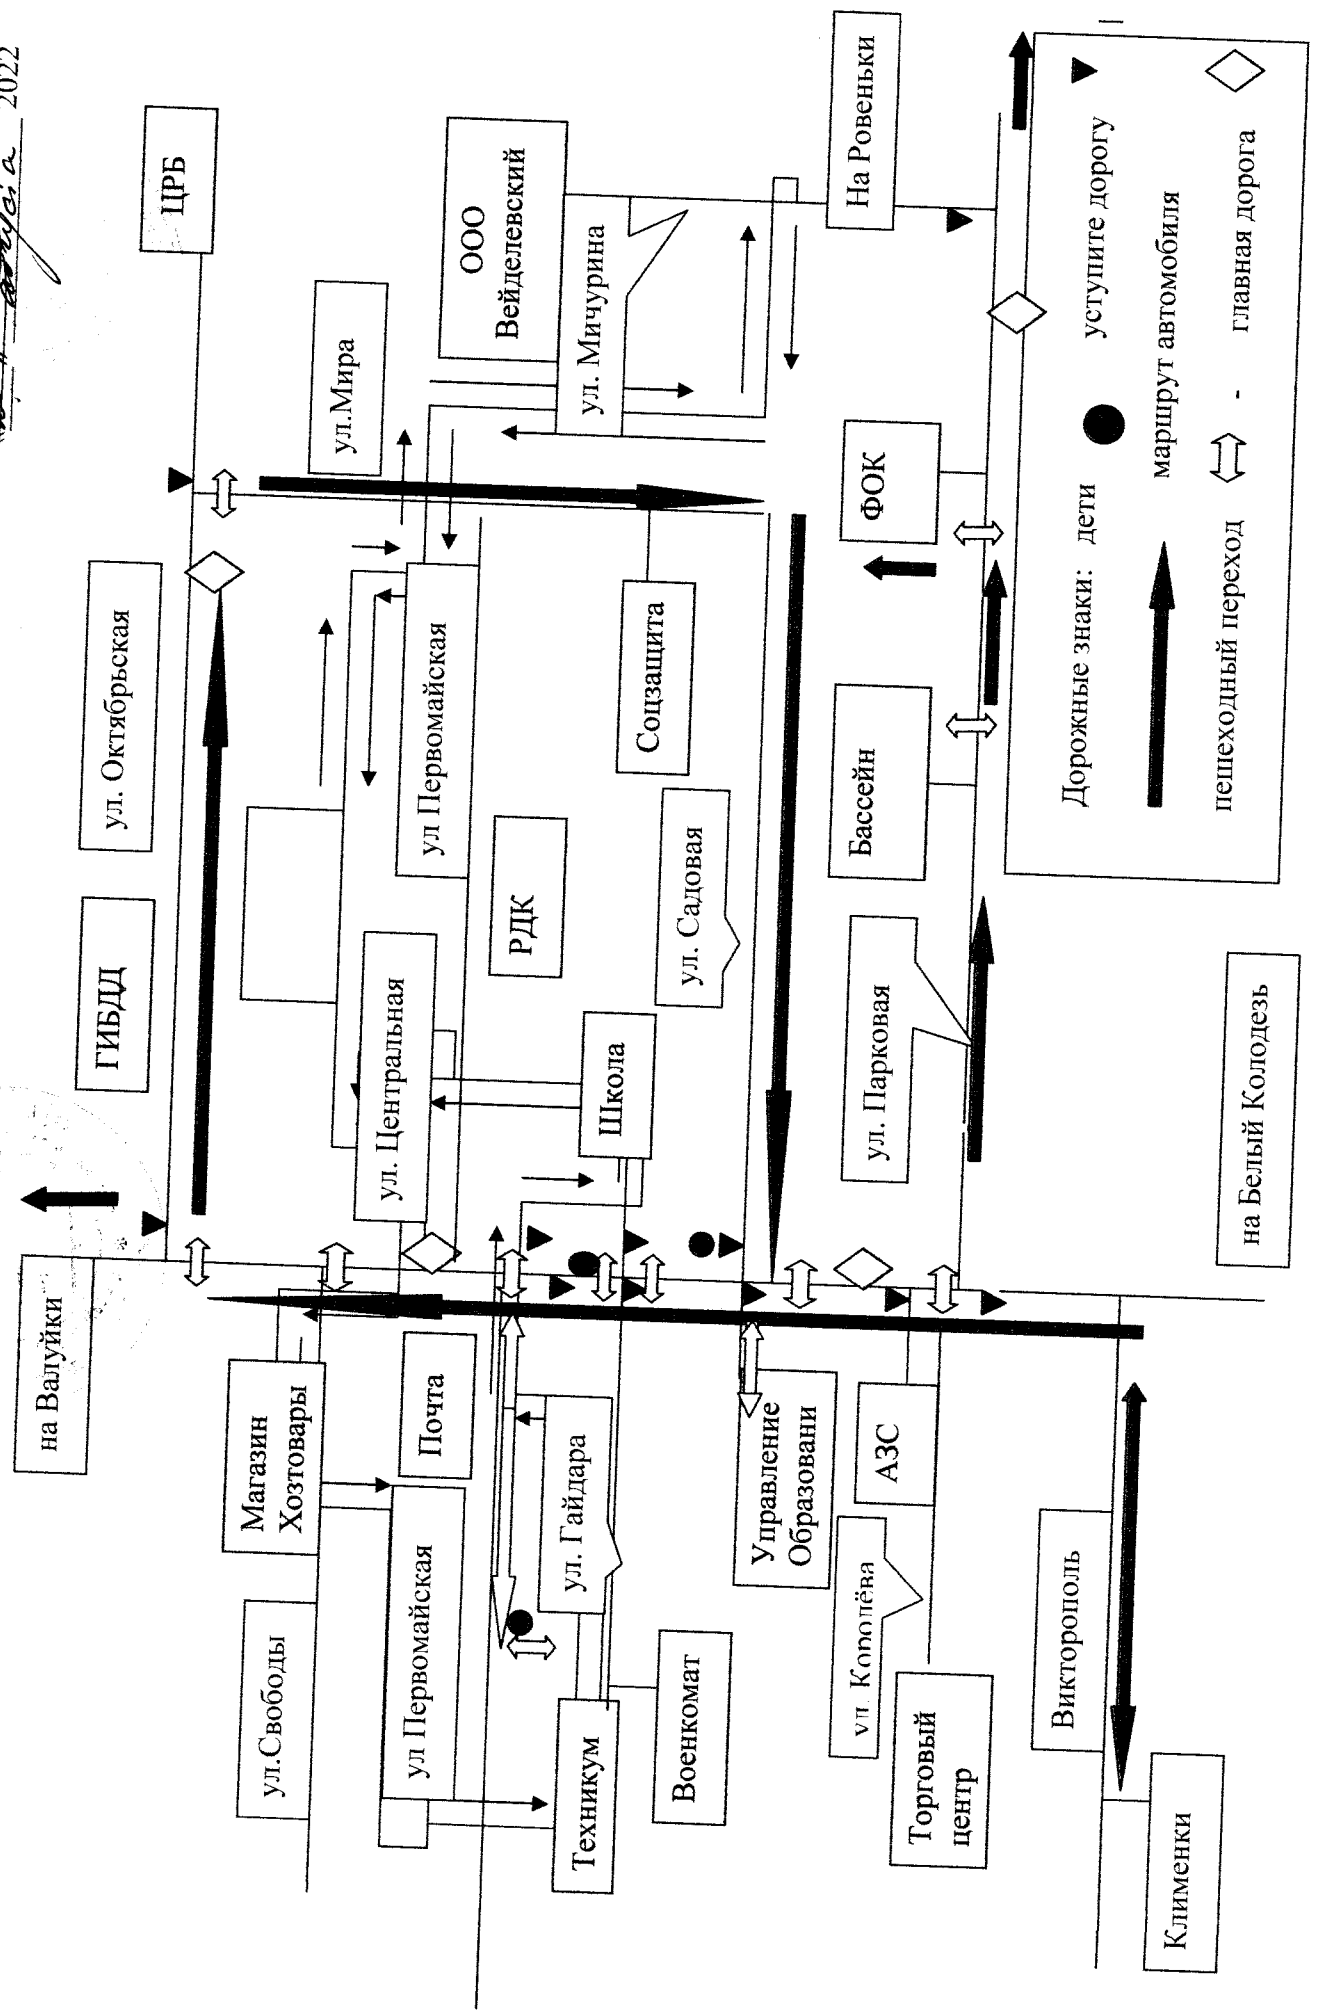 2022
ЦРБ
ул. Октябрьская
ГИБДД
на Валуйки
ул.Мира
ООО
Вейделевский
ул. Мичурина
ул Первомайская
ул. Центральная
РДК
Школа
Соцзащита
ул. Садовая
Магазин
Хозтовары
Почта
ул.Свободы
ул Первомайская
ул. Гайдара
Техникум
Военкомат
Управление
Образовани
АЗС
ул. Королёва
Торговый
центр
Викторополь
Клименки
На Ровеньки
ФОК
Бассейн
ул. Парковая
на Белый Колодезь
Дорожные знаки: дети уступите дорогу
маршрут автомобиля
пешеходный переход - главная дорога